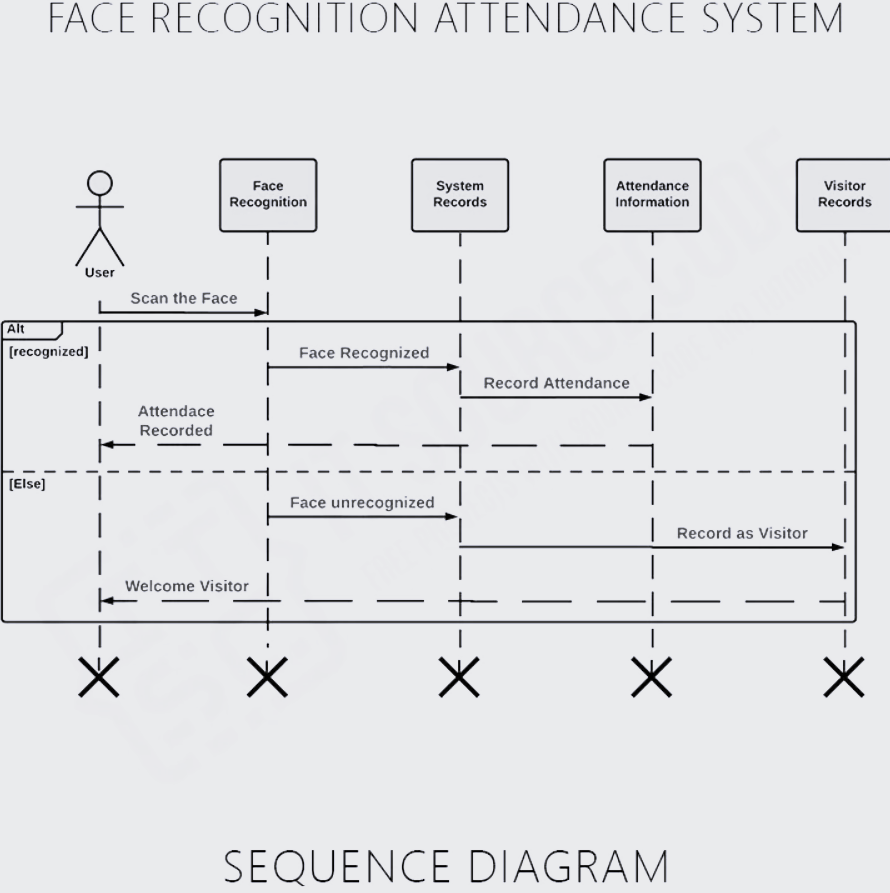 FACE RECOGNITION ATTENDANCE SYSTEM
Face
Recognition
System
Records
Attendance
Information
Visitor
Records
User
Scan the Face
Alt
[recognized]
Face Recognized
Record Attendance
Attendace
Recorded
[Else]
Face unrecognized
Record as Visitor
Welcome Visitor
SEQUENCE DIAGRAM